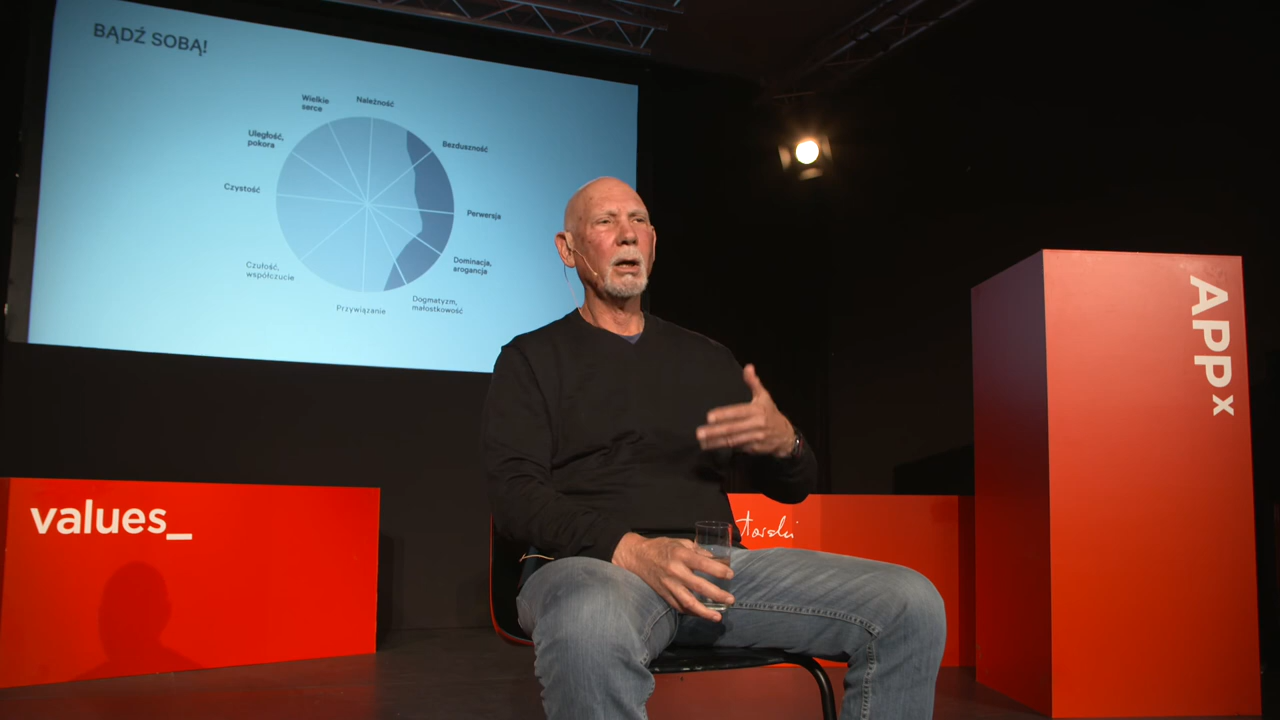 BĄDŹ SOBĄ!
Wielkie
serce
Należność
Uległość,
pokora
Bezduszność
Czystość
Perwersja
Czułość,
współczucie
Dominacja,
arogancja
Przywiązanie
Dogmatyzm,
małostkowość
values_
APPx